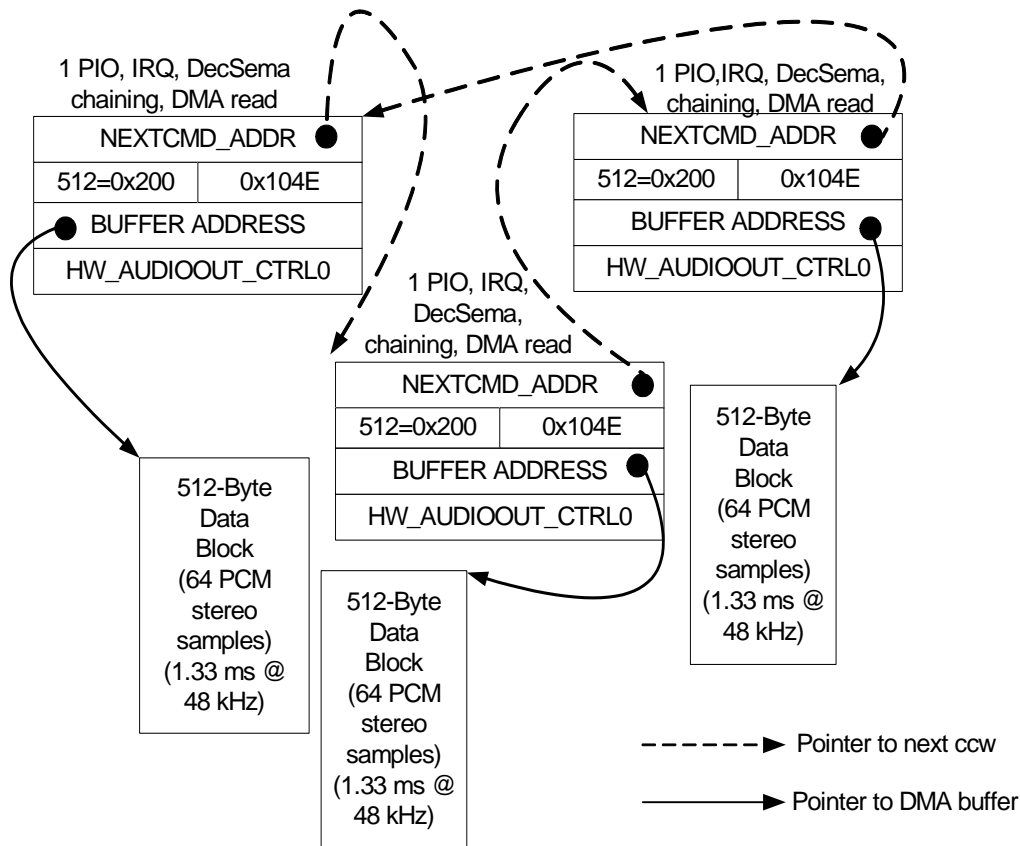 1 PIO, IRQ, DecSema
chaining, DMA read
NEXTCMD_ADDR
512=0x200 0x104E
BUFFER ADDRESS
HW_AUDIOOUT_CTRL0
1 PIO,IRQ, DecSema,
chaining, DMA read
NEXTCMD_ADDR
512=0x200 0x104E
BUFFER ADDRESS
HW_AUDIOOUT_CTRL0
1 PIO, IRQ,
DecSema,
chaining, DMA read
NEXTCMD_ADDR
512=0x200 0x104E
BUFFER ADDRESS
HW_AUDIOOUT_CTRL0
512-Byte
Data
Block
(64 PCM
stereo
samples)
(1.33 ms @
48 kHz)
512-Byte
Data
Block
(64 PCM
stereo
samples)
(1.33 ms @
48 kHz)
512-Byte
Data
Block
(64 PCM
stereo
samples)
(1.33 ms @
48 kHz)
Pointer to next ccw
Pointer to DMA buffer